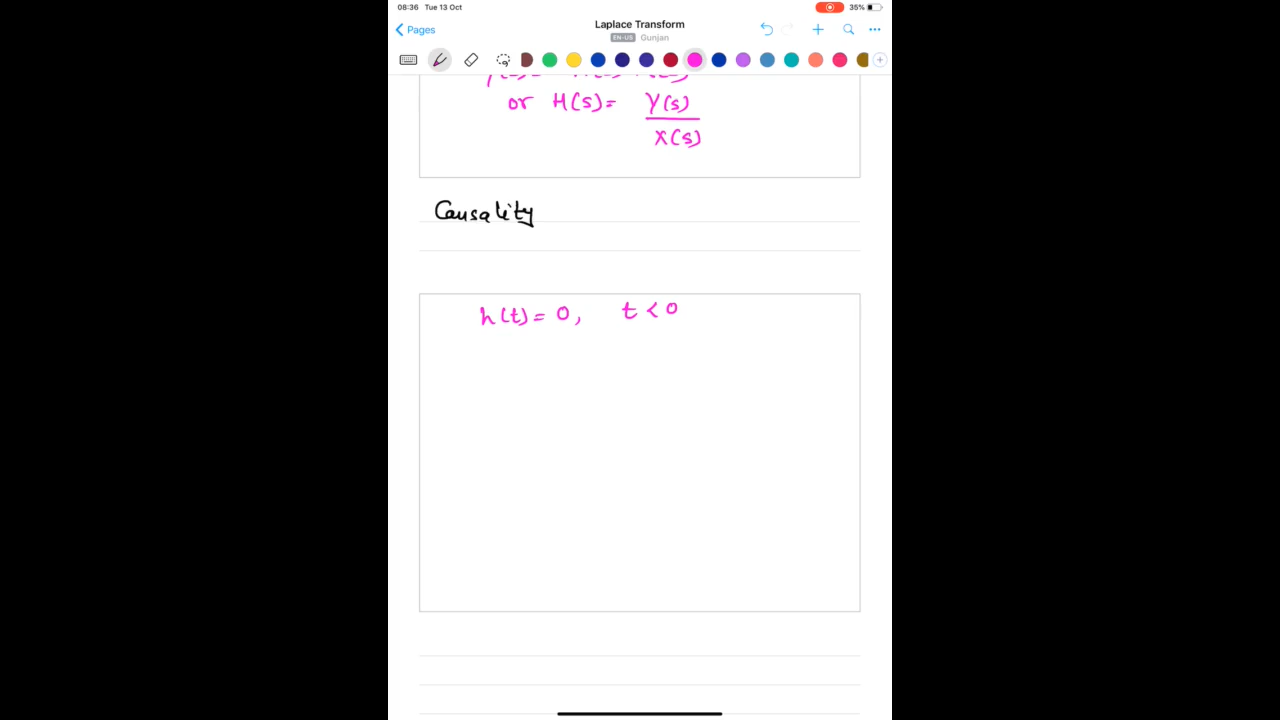 08:36 Tue 13 Oct
35%
Laplace Transform
Pages
EN-US Gunjan
or H(s)= Y(s)
X(s)
Causality
h(t)=0, t<0